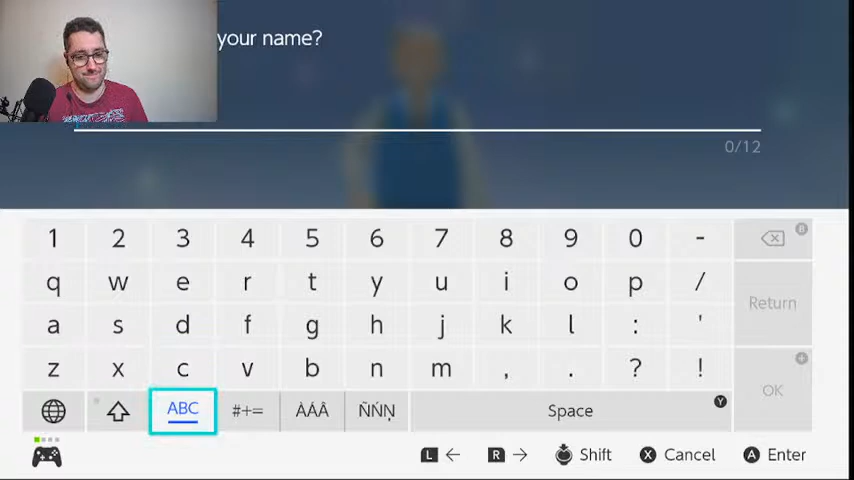 your name?
0/12
1 2 3 4 5 6 7 8 9 0 -
q w e r t y u i o p /
Return
a s d f g h j k l : '
z x c v b n m , . ? !
OK
ABC #+= ÀÁÂ ÑŃŅ Space Y
L ← R → Shift X Cancel A Enter